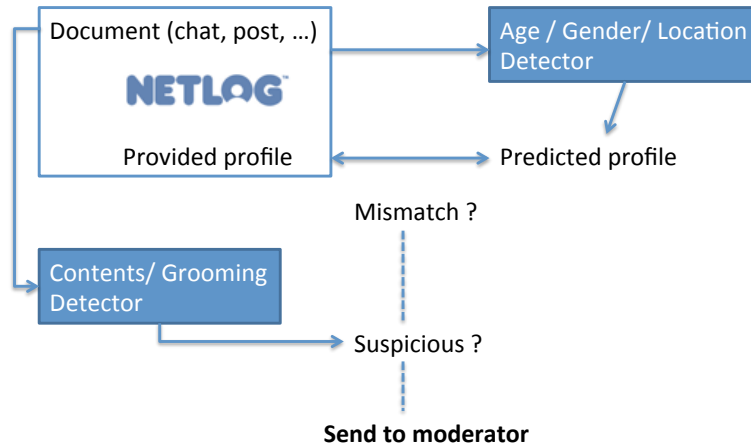 Document (chat, post, …)
Age / Gender/ Location
Detector
NETLOG™
Provided profile
Predicted profile
Mismatch ?
Contents/ Grooming
Detector
Suspicious ?
Send to moderator